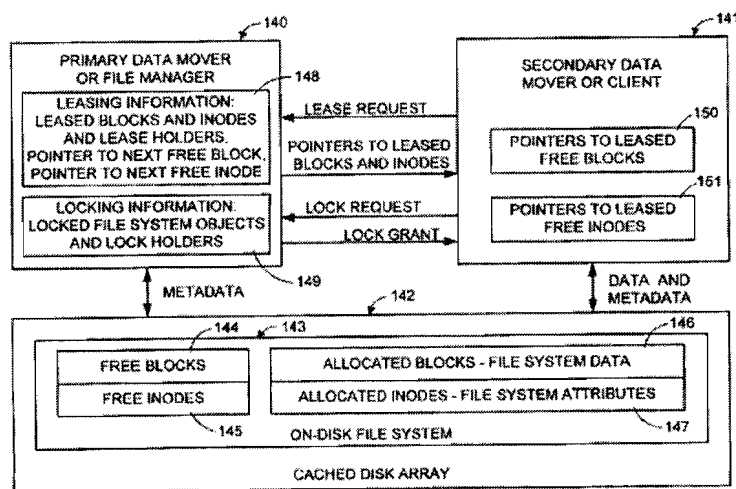 140
PRIMARY DATA MOVER
OR FILE MANAGER
148
LEASING INFORMATION:
LEASED BLOCKS AND INODES
AND LEASE HOLDERS,
POINTER TO NEXT FREE BLOCK,
POINTER TO NEXT FREE INODE
LOCKING INFORMATION:
LOCKED FILE SYSTEM OBJECTS
AND LOCK HOLDERS
149
LEASE REQUEST
POINTERS TO LEASED
BLOCKS AND INODES
LOCK REQUEST
LOCK GRANT
141
SECONDARY DATA
MOVER OR CLIENT
150
POINTERS TO LEASED
FREE BLOCKS
151
POINTERS TO LEASED
FREE INODES
METADATA
DATA AND
METADATA
142
143
144
FREE BLOCKS
FREE INODES
145
146
ALLOCATED BLOCKS - FILE SYSTEM DATA
ALLOCATED INODES - FILE SYSTEM ATTRIBUTES
147
ON-DISK FILE SYSTEM
CACHED DISK ARRAY